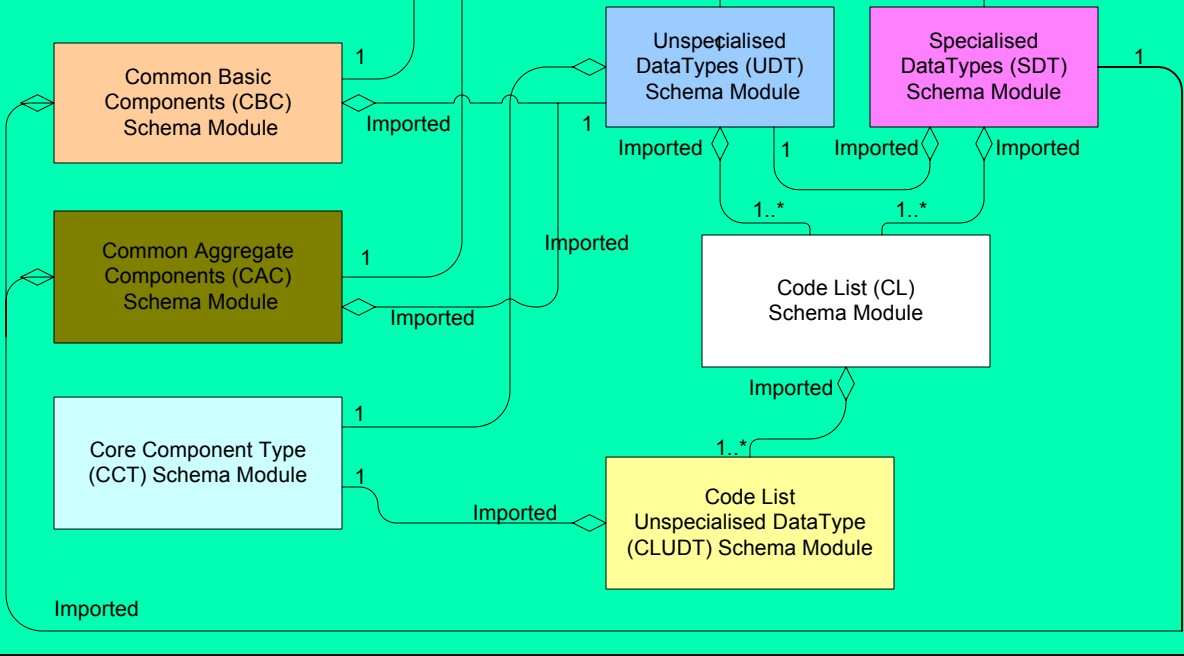 1
Common Basic
Components (CBC)
Schema Module
1
Imported
Unspecialised
DataTypes (UDT)
Schema Module
1
Specialised
DataTypes (SDT)
Schema Module
1
1
Imported
1
Imported
Imported
1..*
1..*
Common Aggregate
Components (CAC)
Schema Module
1
Imported
Imported
Code List (CL)
Schema Module
Imported
1..*
Core Component Type
(CCT) Schema Module
1
1
Imported
Code List
Unspecialised DataType
(CLUDT) Schema Module
Imported